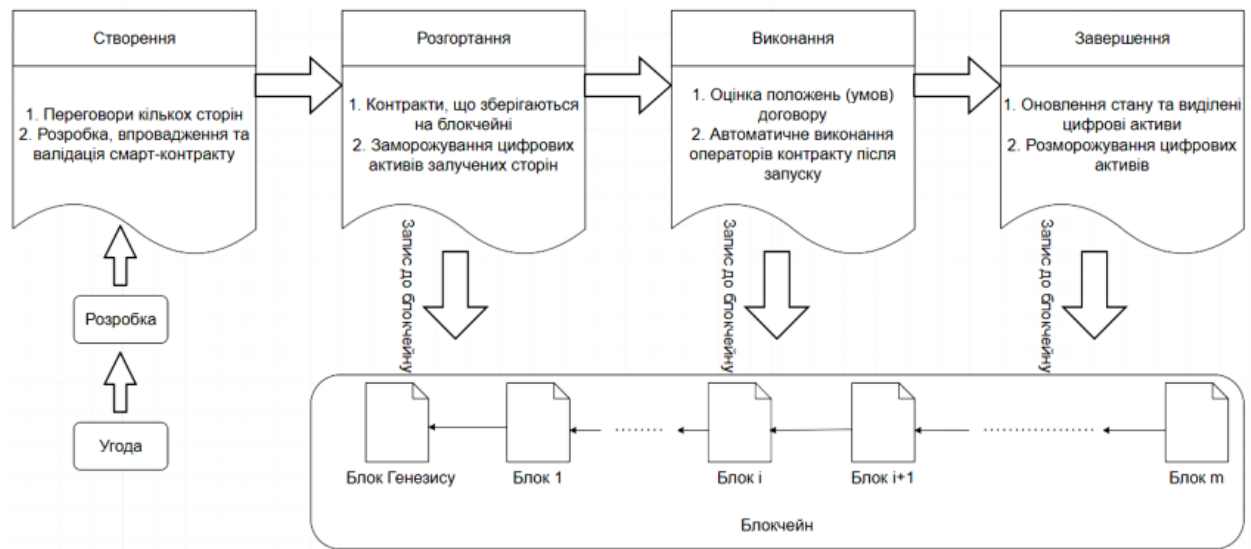 Створення
1. Переговори кількох сторін
2. Розробка, впровадження та
валідація смарт-контракту
Розгортання
1. Контракти, що зберігаються
на блокчейні
2. Заморожування цифрових
активів залучених сторін
Виконання
1. Оцінка положень (умов)
договору
2. Автоматичне виконання
операторів контракту після
запуску
Завершення
1. Оновлення стану та виділені
цифрові активи
2. Розморожування цифрових
активів
Запис до блокчейну
Запис до блокчейну
Запис до блокчейну
Розробка
Угода
Блок Генезису
Блок 1
Блок i
Блок i+1
Блок m
Блокчейн